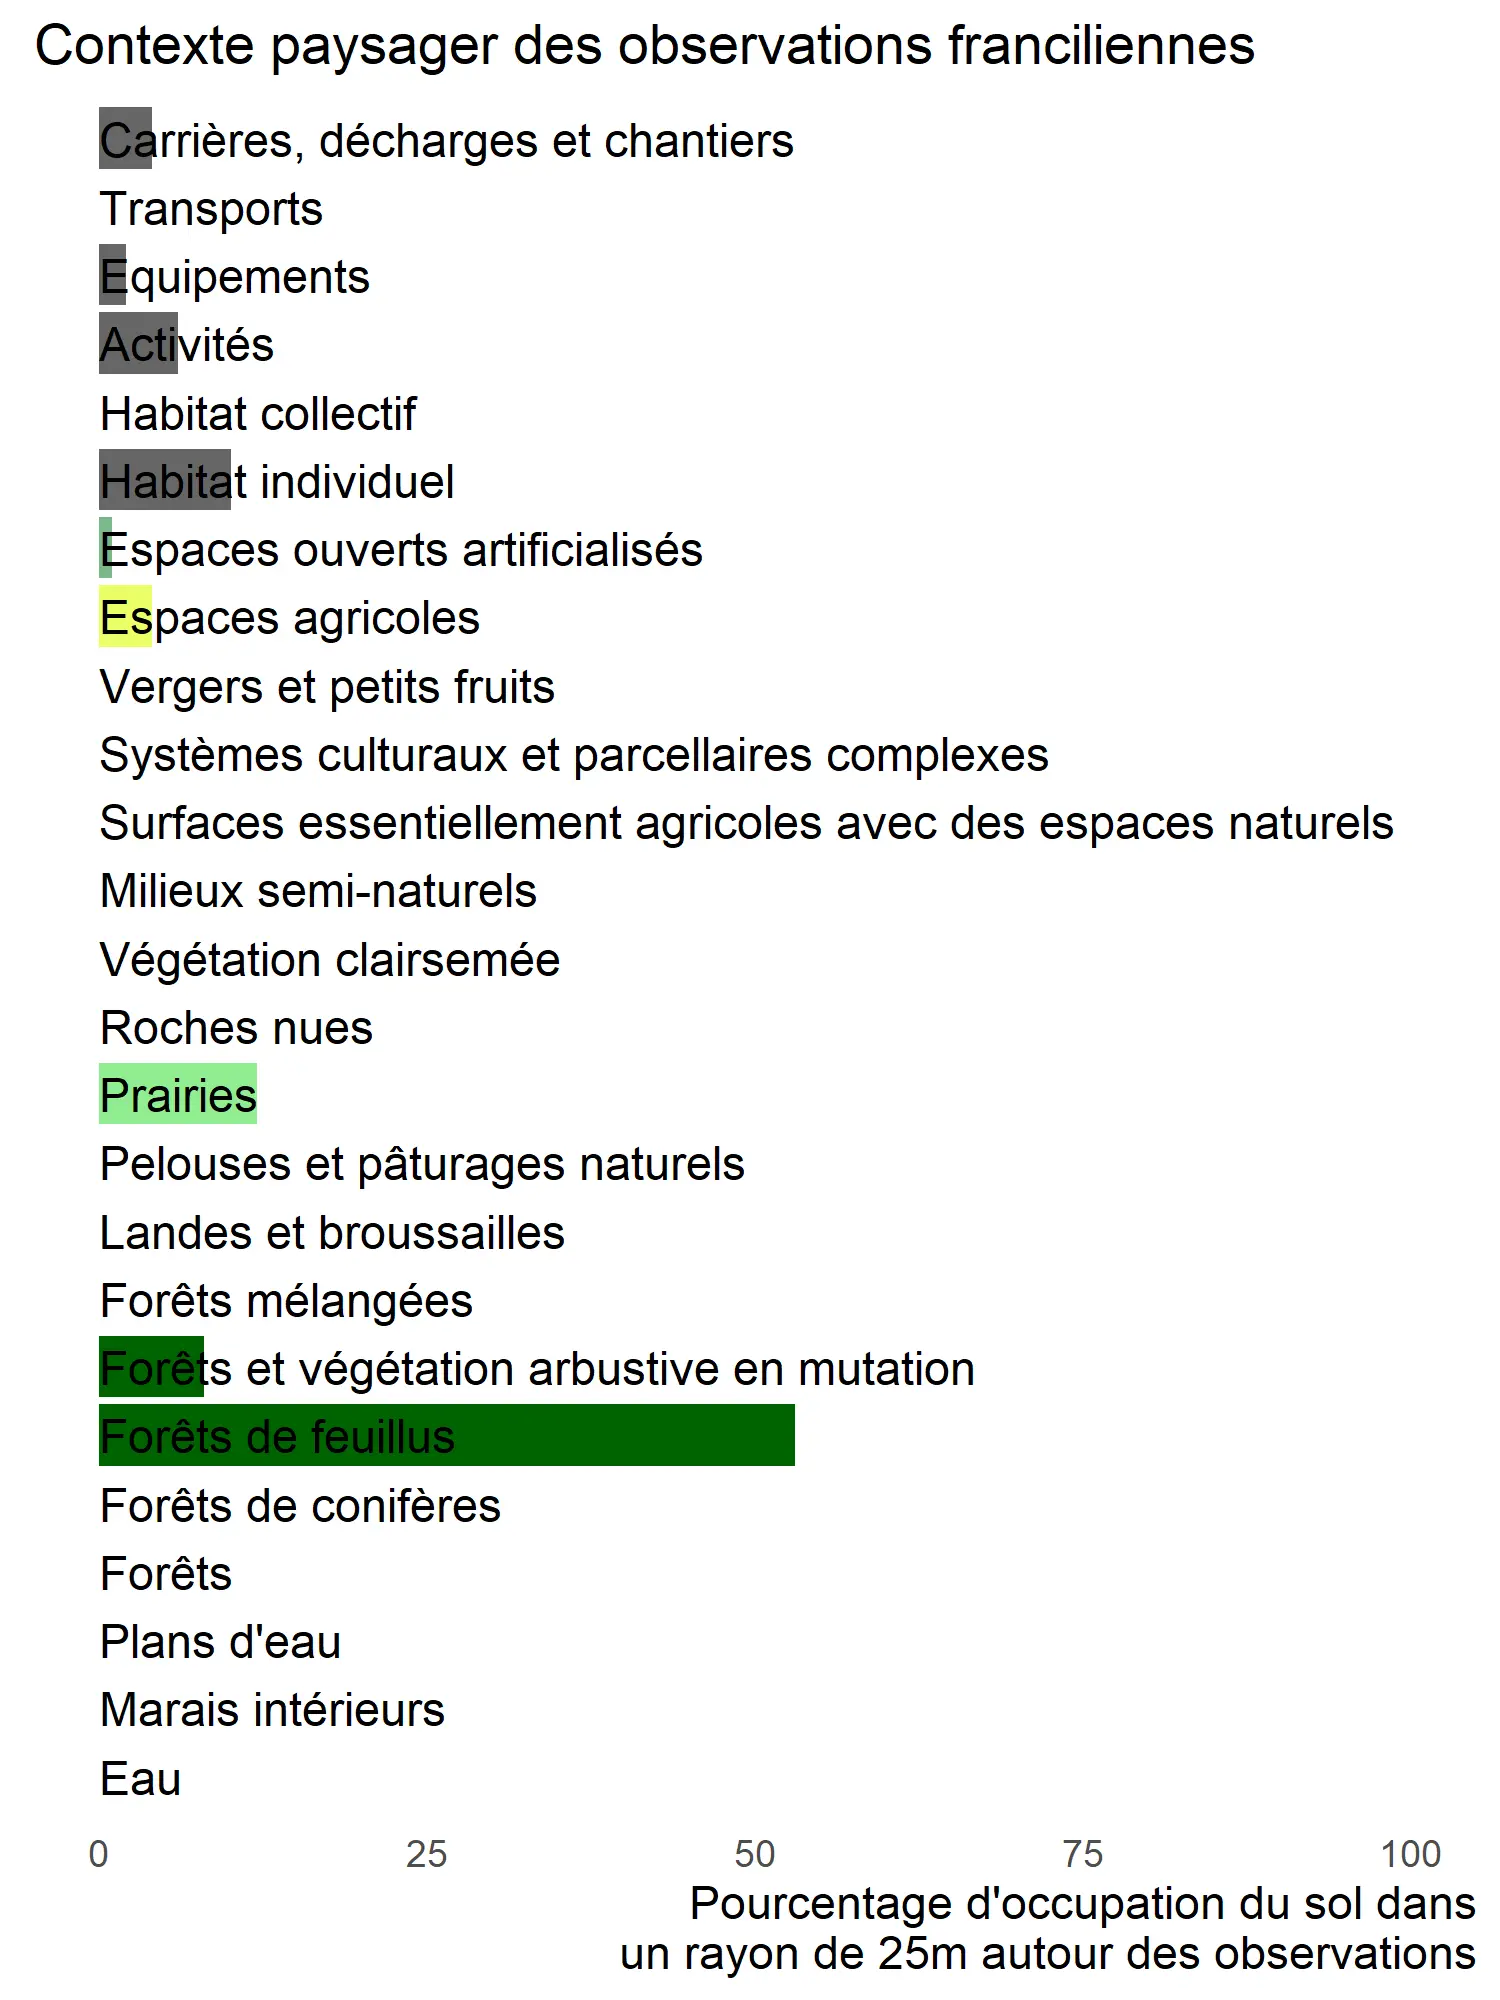 Contexte paysager des observations franciliennes
Carrières, décharges et chantiers
Transports
Equipements
Activités
Habitat collectif
Habitat individuel
Espaces ouverts artificialisés
Espaces agricoles
Vergers et petits fruits
Systèmes culturaux et parcellaires complexes
Surfaces essentiellement agricoles avec des espaces naturels
Milieux semi-naturels
Végétation clairsemée
Roches nues
Prairies
Pelouses et pâturages naturels
Landes et broussailles
Forêts mélangées
Forêts et végétation arbustive en mutation
Forêts de feuillus
Forêts de conifères
Forêts
Plans d'eau
Marais intérieurs
Eau
0 25 50 75 100
Pourcentage d'occupation du sol dans
un rayon de 25m autour des observations